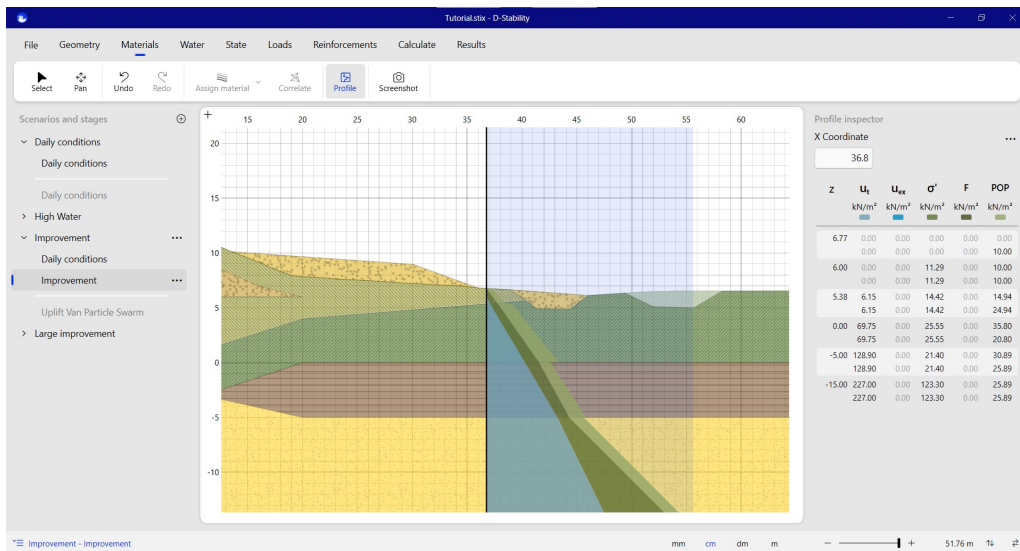 Tutorial.stix - D-Stability
File Geometry Materials Water State Loads Reinforcements Calculate Results
Select Pan Undo Redo Assign material Correlate Profile Screenshot
Scenarios and stages
Daily conditions
Daily conditions
Daily conditions
High Water
Improvement
Daily conditions
Improvement
Uplift Van Particle Swarm
Large improvement
15 20 25 30 35 40 45 50 55 60
20
15
10
5
0
-5
-10
Profile inspector
X Coordinate
36.8
z ut uex σ' F POP
kN/m² kN/m² kN/m² kN/m² kN/m²
6.77 0.00 0.00 0.00 0.00 0.00
0.00 0.00 0.00 0.00 10.00
6.00 0.00 0.00 11.29 0.00 10.00
0.00 0.00 11.29 0.00 10.00
5.38 6.15 0.00 14.42 0.00 14.94
6.15 0.00 14.42 0.00 24.94
0.00 69.75 0.00 25.55 0.00 35.80
69.75 0.00 25.55 0.00 20.80
-5.00 128.90 0.00 21.40 0.00 30.89
128.90 0.00 21.40 0.00 25.89
-15.00 227.00 0.00 123.30 0.00 25.89
227.00 0.00 123.30 0.00 25.89
Improvement - Improvement
mm cm dm m
51.76 m